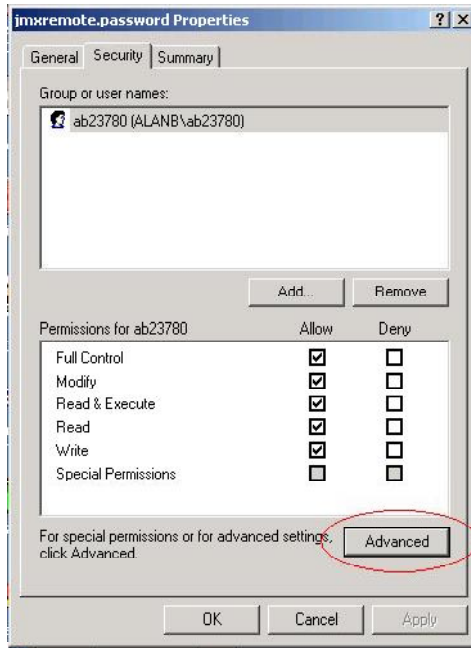 jmxremote.password Properties
General Security Summary
Group or user names:
ab23780 (ALANB\ab23780)
Add... Remove
Permissions for ab23780 Allow Deny
Full Control
Modify
Read & Execute
Read
Write
Special Permissions
For special permissions or for advanced settings,
click Advanced.
Advanced
OK Cancel Apply